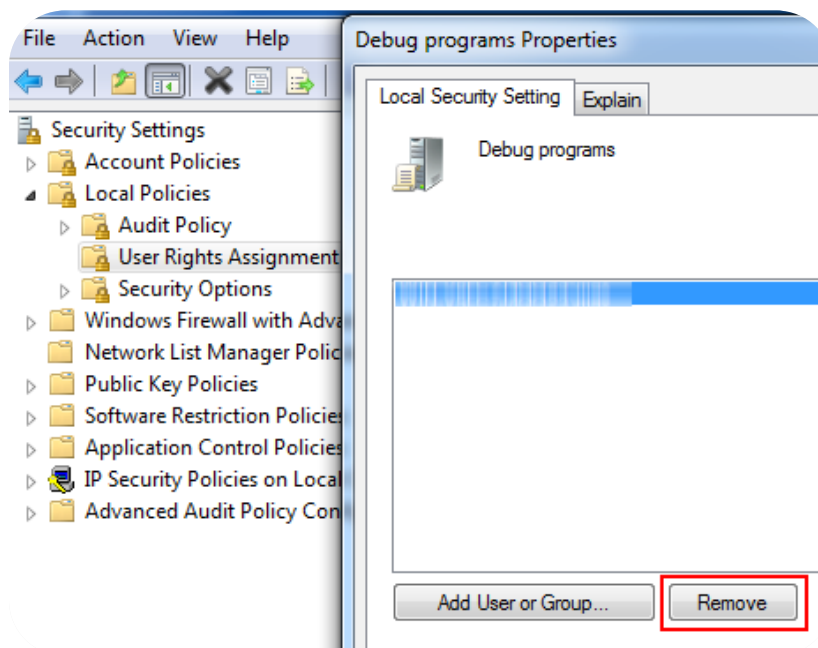 File Action View Help
Security Settings
Account Policies
Local Policies
Audit Policy
User Rights Assignment
Security Options
Windows Firewall with Adva
Network List Manager Polic
Public Key Policies
Software Restriction Policies
Application Control Policies
IP Security Policies on Local
Advanced Audit Policy Con
Debug programs Properties
Local Security Setting Explain
Debug programs
Add User or Group... Remove